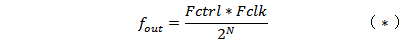 f_out = Fctrl * Fclk / 2^N （*）